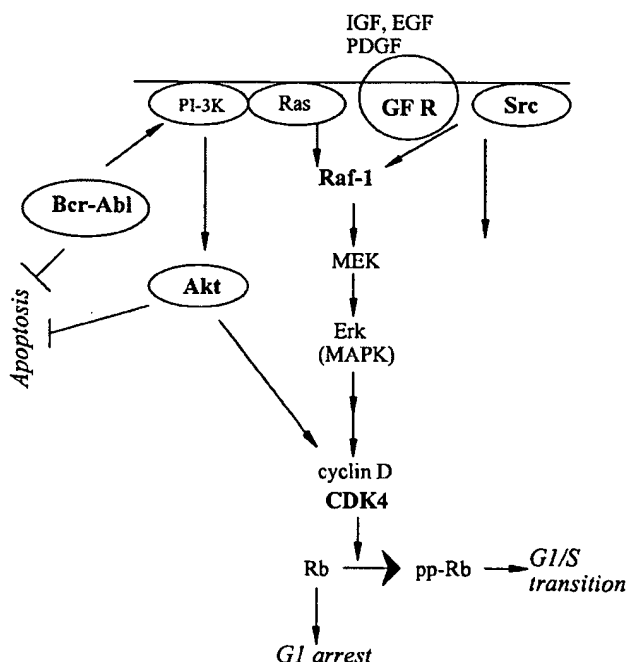 IGF, EGF
PDGF
PI-3K
Ras
GF R
Src
Raf-1
Bcr-Abl
MEK
Akt
Apoptosis
Erk
(MAPK)
cyclin D
CDK4
Rb
pp-Rb
G1/S
transition
G1 arrest